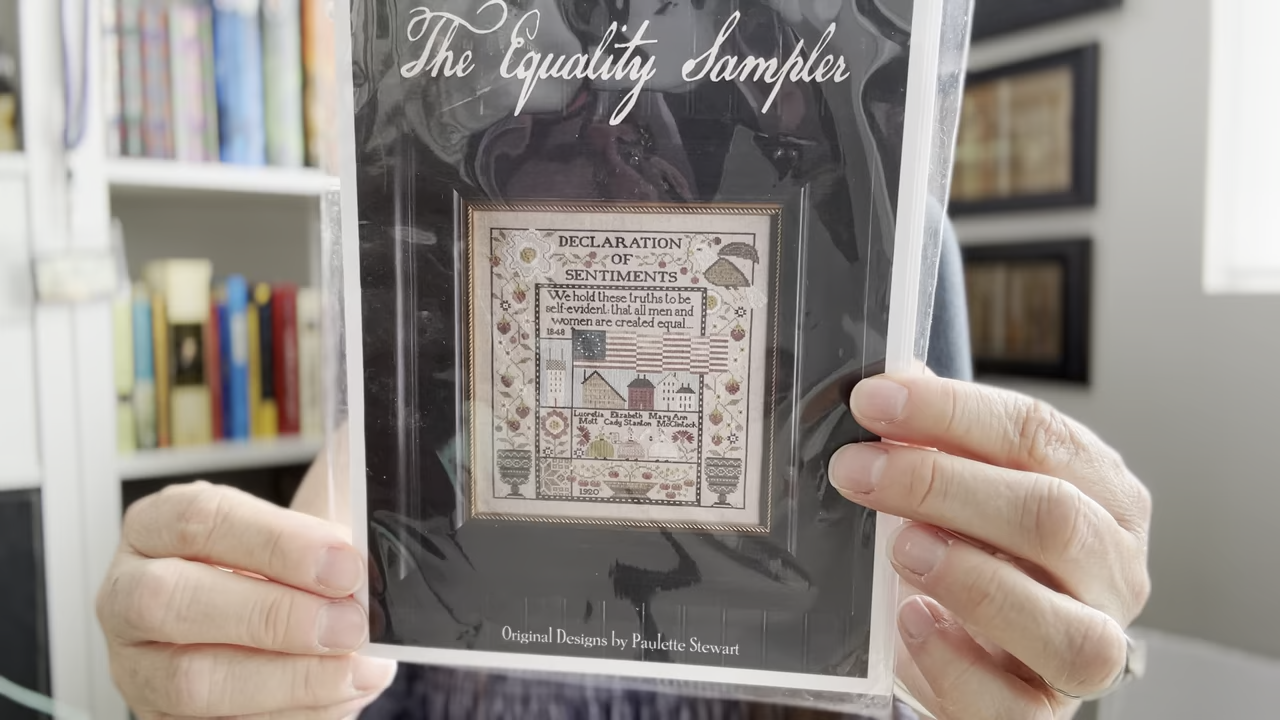 The Equality Sampler
DECLARATION
OF
SENTIMENTS
We hold these truths to be
self-evident: that all men and
women are created equal...
1848
Lucretia Elizabeth Mary Ann
Mott Cady Stanton McClintock
1920
Original Designs by Paulette Stewart